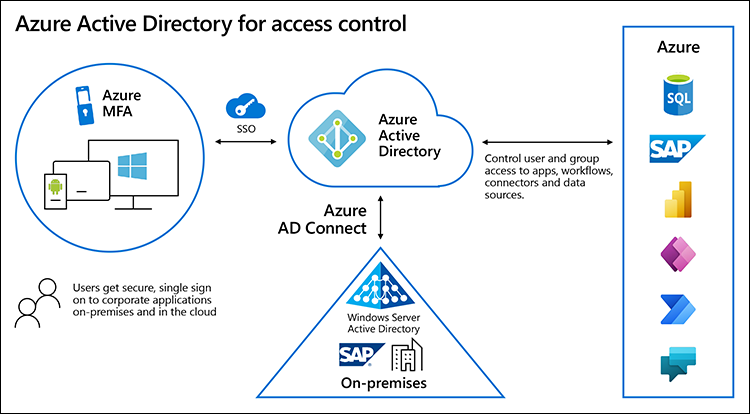 Azure Active Directory for access control
Azure
MFA
SSO
Azure
Active
Directory
Control user and group
access to apps, workflows,
connectors and data
sources.
Azure
SQL
SAP
Azure
AD Connect
Users get secure, single sign
on to corporate applications
on-premises and in the cloud
Windows Server
Active Directory
SAP®
On-premises